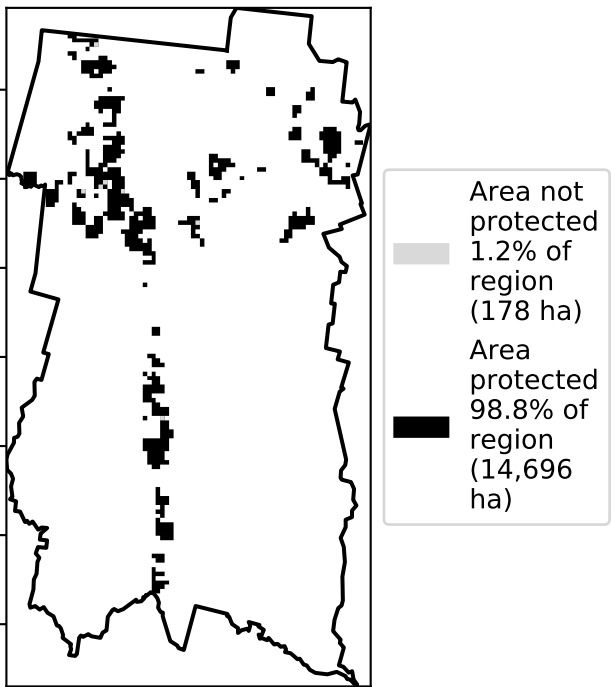 Area not
protected
1.2% of
region
(178 ha)
Area
protected
98.8% of
region
(14,696
ha)